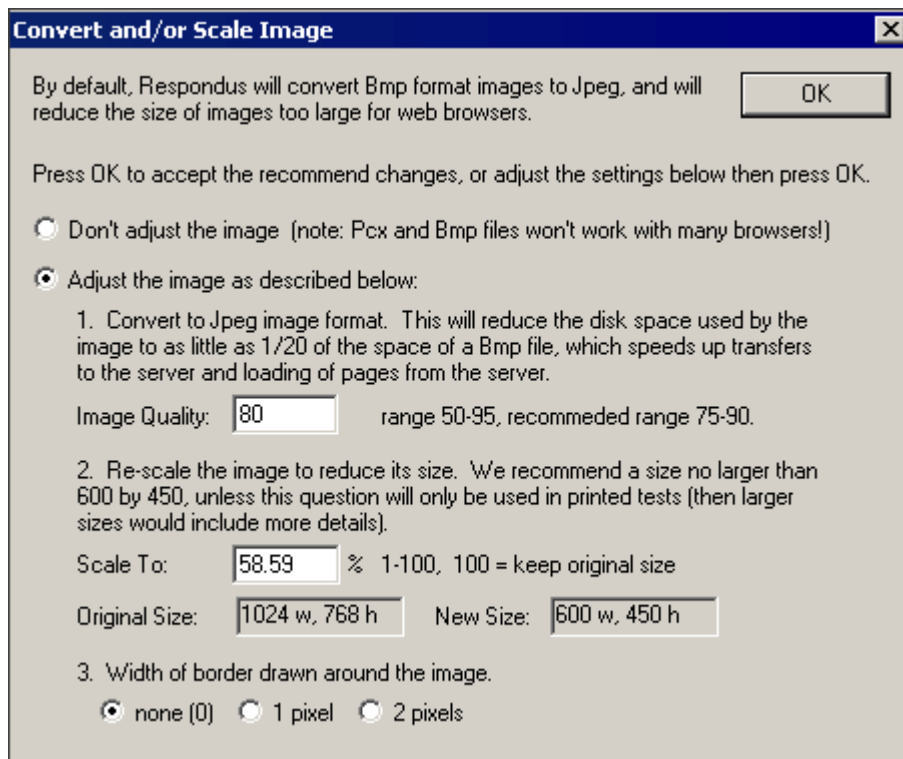 Convert and/or Scale Image
By default, Respondus will convert Bmp format images to Jpeg, and will
reduce the size of images too large for web browsers.
OK
Press OK to accept the recommend changes, or adjust the settings below then press OK.
Don't adjust the image  (note: Pcx and Bmp files won't work with many browsers!)
Adjust the image as described below:
1.  Convert to Jpeg image format.  This will reduce the disk space used by the
image to as little as 1/20 of the space of a Bmp file, which speeds up transfers
to the server and loading of pages from the server.
Image Quality: 80 range 50-95, recommeded range 75-90.
2.  Re-scale the image to reduce its size.  We recommend a size no larger than
600 by 450, unless this question will only be used in printed tests (then larger
sizes would include more details).
Scale To: 58.59 % 1-100,  100 = keep original size
Original Size: 1024 w, 768 h New Size: 600 w, 450 h
3.  Width of border drawn around the image.
none (0) 1 pixel 2 pixels